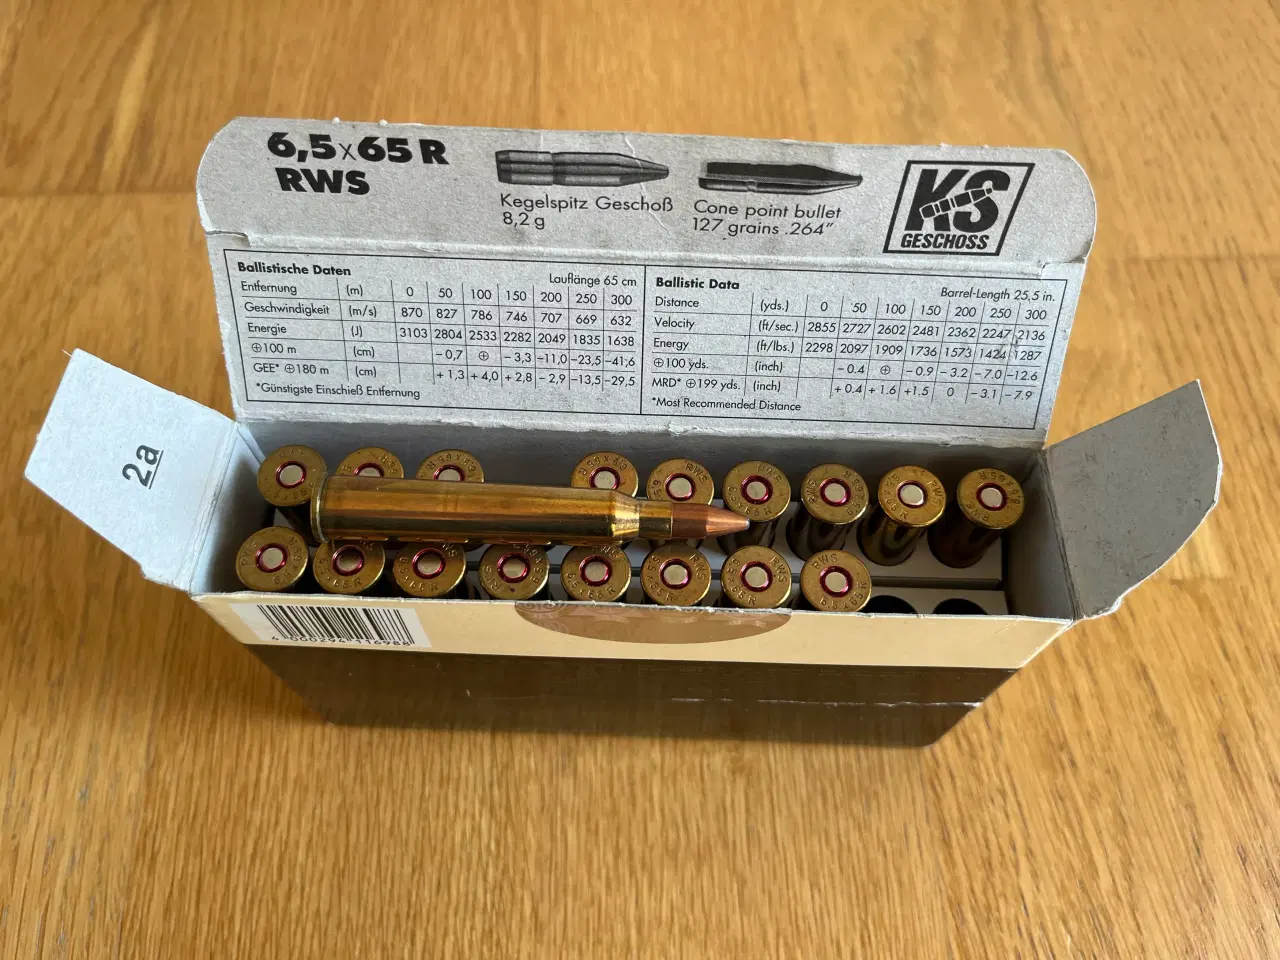 6,5x65 R
RWS
Kegelspitz Geschoß
8,2 g
Cone point bullet
127 grains .264"
KS
GESCHOSS
Ballistische Daten
Lauflänge 65 cm
Entfernung (m) 0 50 100 150 200 250 300
Geschwindigkeit (m/s) 870 827 786 746 707 669 632
Energie (J) 3103 2804 2533 2282 2049 1835 1638
⊕100 m (cm) -0,7 ⊕ -3,3 -11,0 -23,5 -41,6
GEE* ⊕180 m (cm) +1,3 +4,0 +2,8 -2,9 -13,5 -29,5
*Günstigste Einschieß Entfernung
Ballistic Data
Barrel-Length 25,5 in.
Distance (yds.) 0 50 100 150 200 250 300
Velocity (ft/sec.) 2855 2727 2602 2481 2362 2247 2136
Energy (ft/lbs.) 2298 2097 1909 1736 1573 1424 1287
⊕100 yds. (inch) -0.4 ⊕ -0.9 -3.2 -7.0 -12.6
MRD* ⊕199 yds. (inch) +0.4 +1.6 +1.5 0 -3.1 -7.9
*Most Recommended Distance
2a
RWS
6,5x65 R
4 000294 116988